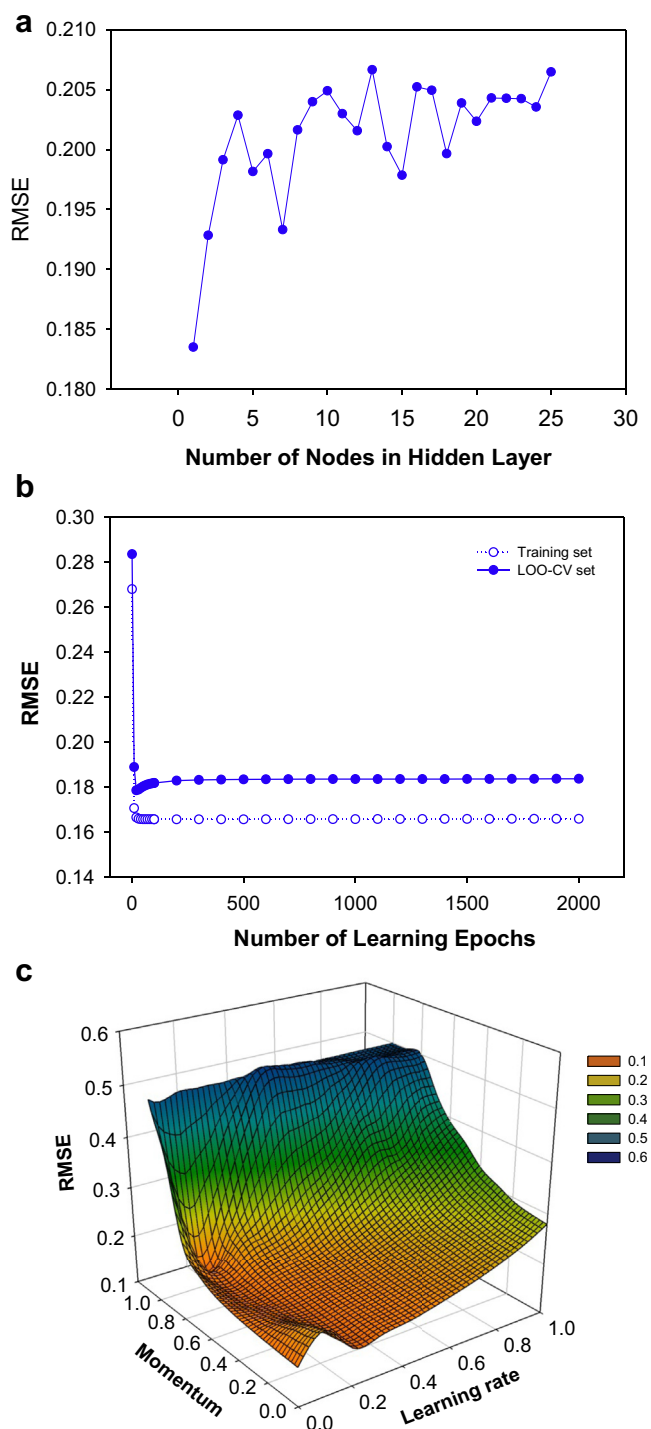 a
0.210
0.205
0.200
0.195
0.190
0.185
0.180
RMSE
0 5 10 15 20 25 30
Number of Nodes in Hidden Layer
b
0.30
0.28
0.26
0.24
0.22
0.20
0.18
0.16
0.14
RMSE
Training set
LOO-CV set
0 500 1000 1500 2000
Number of Learning Epochs
c
0.6
0.5
0.4
0.3
0.2
0.1
RMSE
0.1
0.2
0.3
0.4
0.5
0.6
1.0
0.8
0.6
0.4
0.2
0.0
Momentum
0.0
0.2
0.4
0.6
0.8
1.0
Learning rate